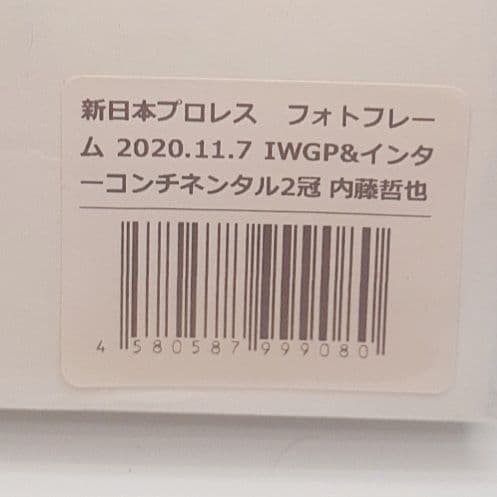 新日本プロレス　フォトフレー
ム 2020.11.7 IWGP&インタ
ーコンチネンタル2冠 内藤哲也
4 580587 999080